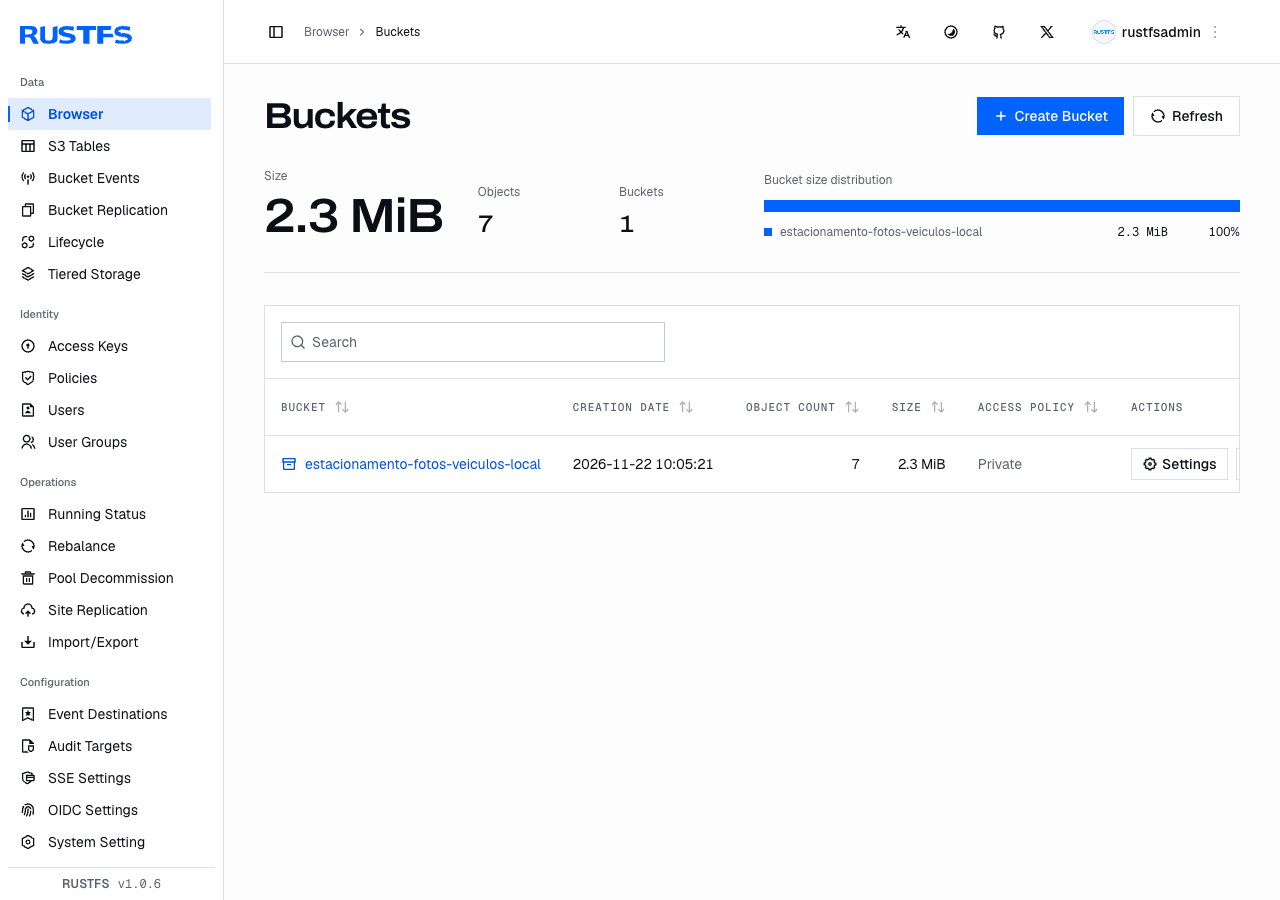 RUSTFS
Data
Browser
S3 Tables
Bucket Events
Bucket Replication
Lifecycle
Tiered Storage
Identity
Access Keys
Policies
Users
User Groups
Operations
Running Status
Rebalance
Pool Decommission
Site Replication
Import/Export
Configuration
Event Destinations
Audit Targets
SSE Settings
OIDC Settings
System Setting
RUSTFS v1.0.6
Browser > Buckets
RUSTFS rustfsadmin
Buckets
Create Bucket Refresh
Size
2.3 MiB
Objects
7
Buckets
1
Bucket size distribution
estacionamento-fotos-veiculos-local 2.3 MiB 100%
Search
BUCKET CREATION DATE OBJECT COUNT SIZE ACCESS POLICY ACTIONS
estacionamento-fotos-veiculos-local 2026-11-22 10:05:21 7 2.3 MiB Private Settings